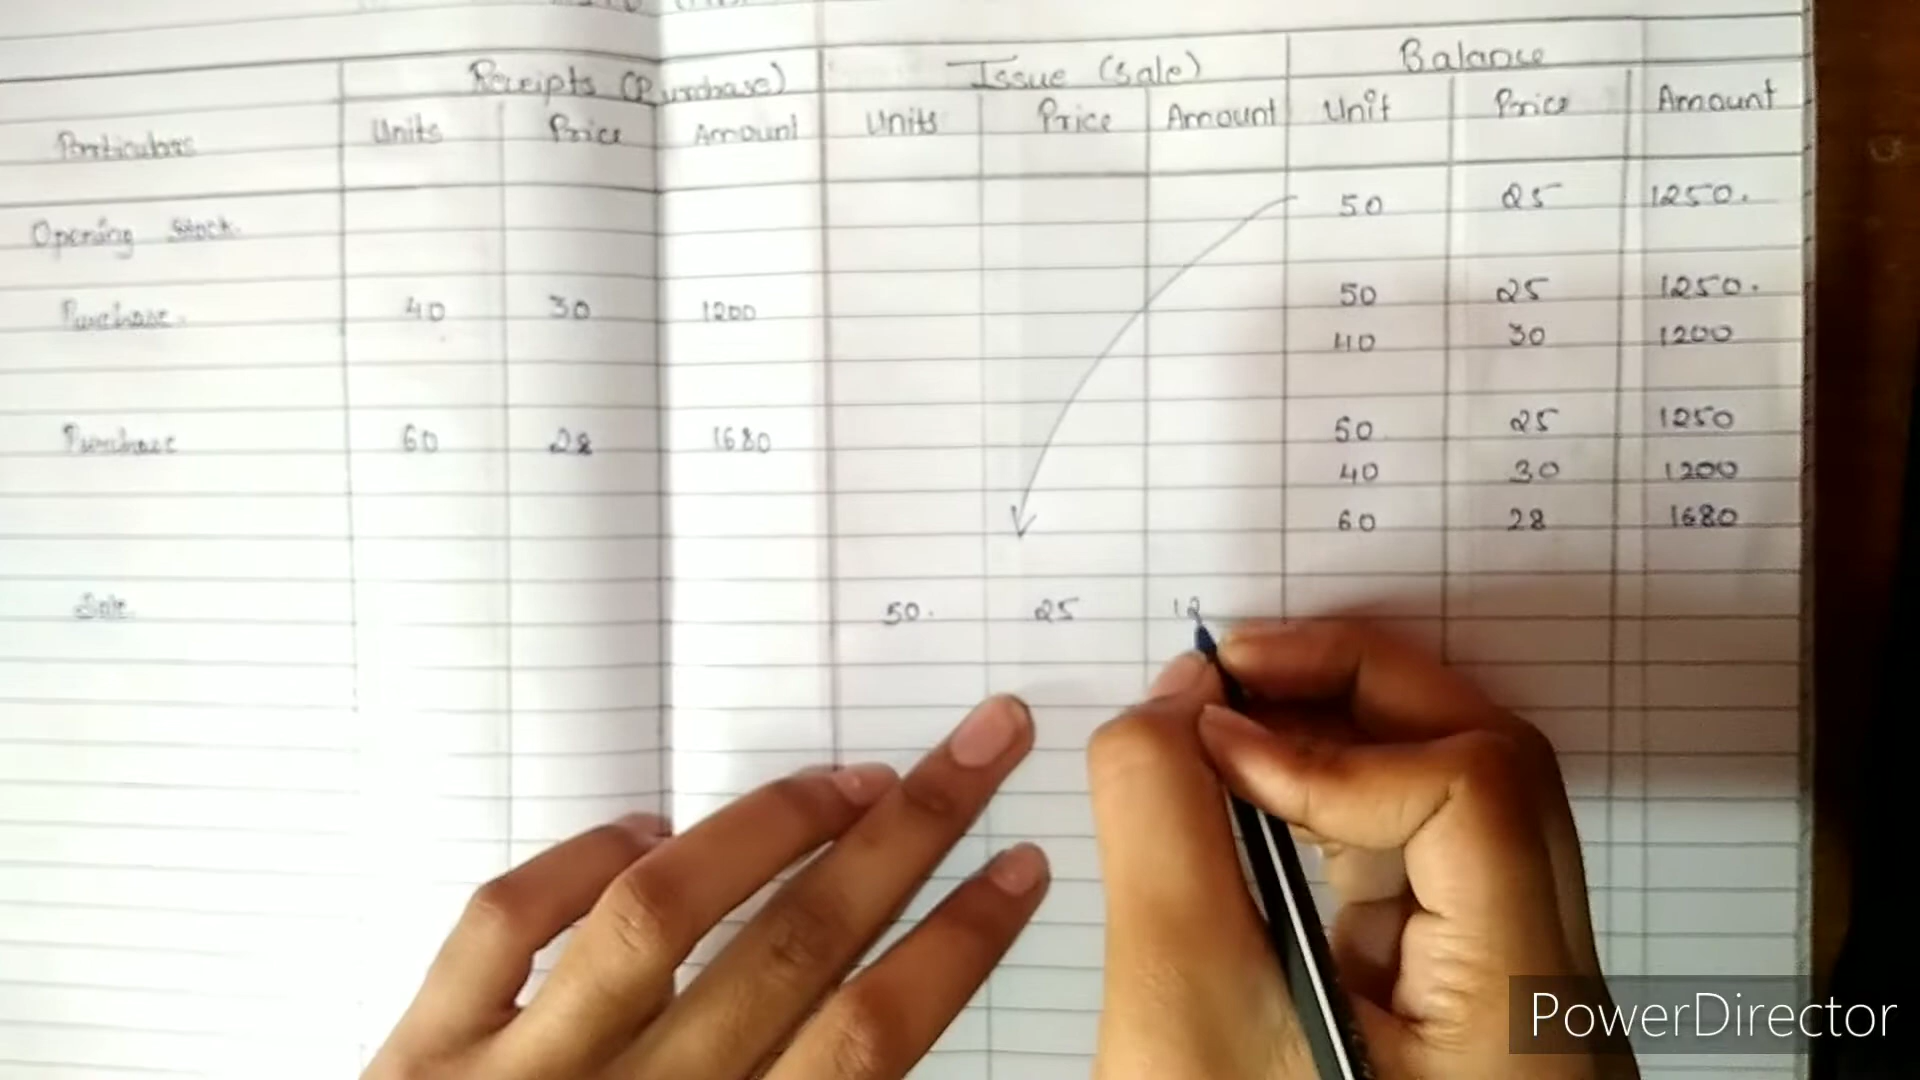 Receipts (Purchase) Issue (Sale) Balance
Particulars Units Price Amount Units Price Amount Unit Price Amount
Opening Stock. 50 25 1250.
Purchase. 40 30 1200 50 25 1250.
40 30 1200
Purchase 60 28 1680 50 25 1250
40 30 1200
60 28 1680
Sale 50. 25 12
PowerDirector